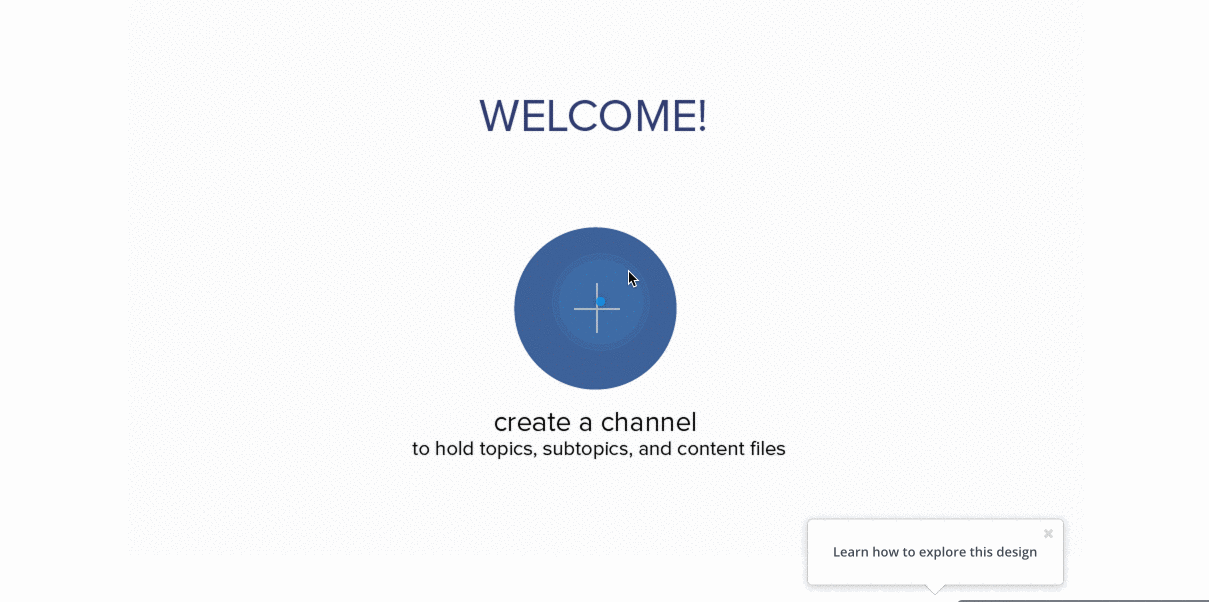 WELCOME!
create a channel
to hold topics, subtopics, and content files
Learn how to explore this design